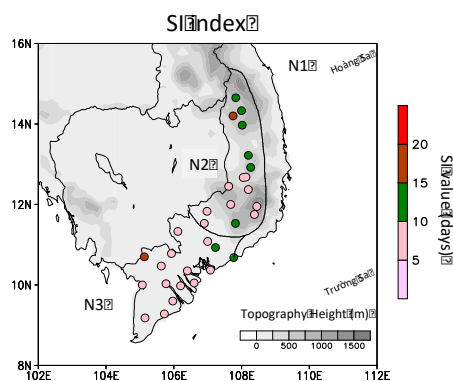 SI Index
16N
N1
Hoàng Sa
14N
N2
12N
10N
Trường Sa
N3
Topography Height (m)
0 500 1000 1500
8N
102E 104E 106E 108E 110E 112E
20
15
10
5
SI value (days)